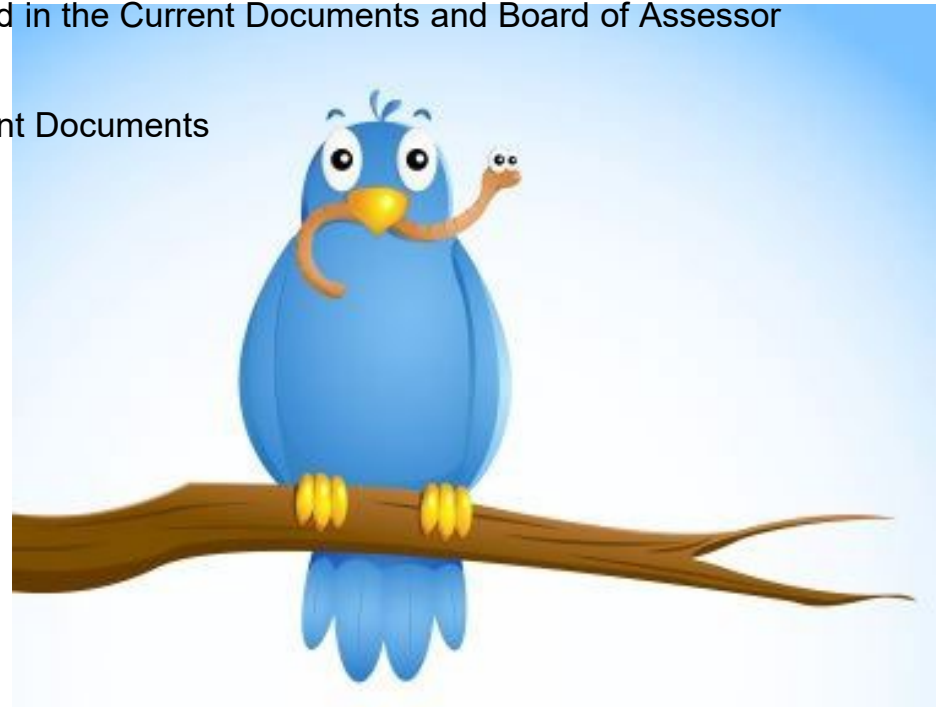 d in the Current Documents and Board of Assessor
nt Documents